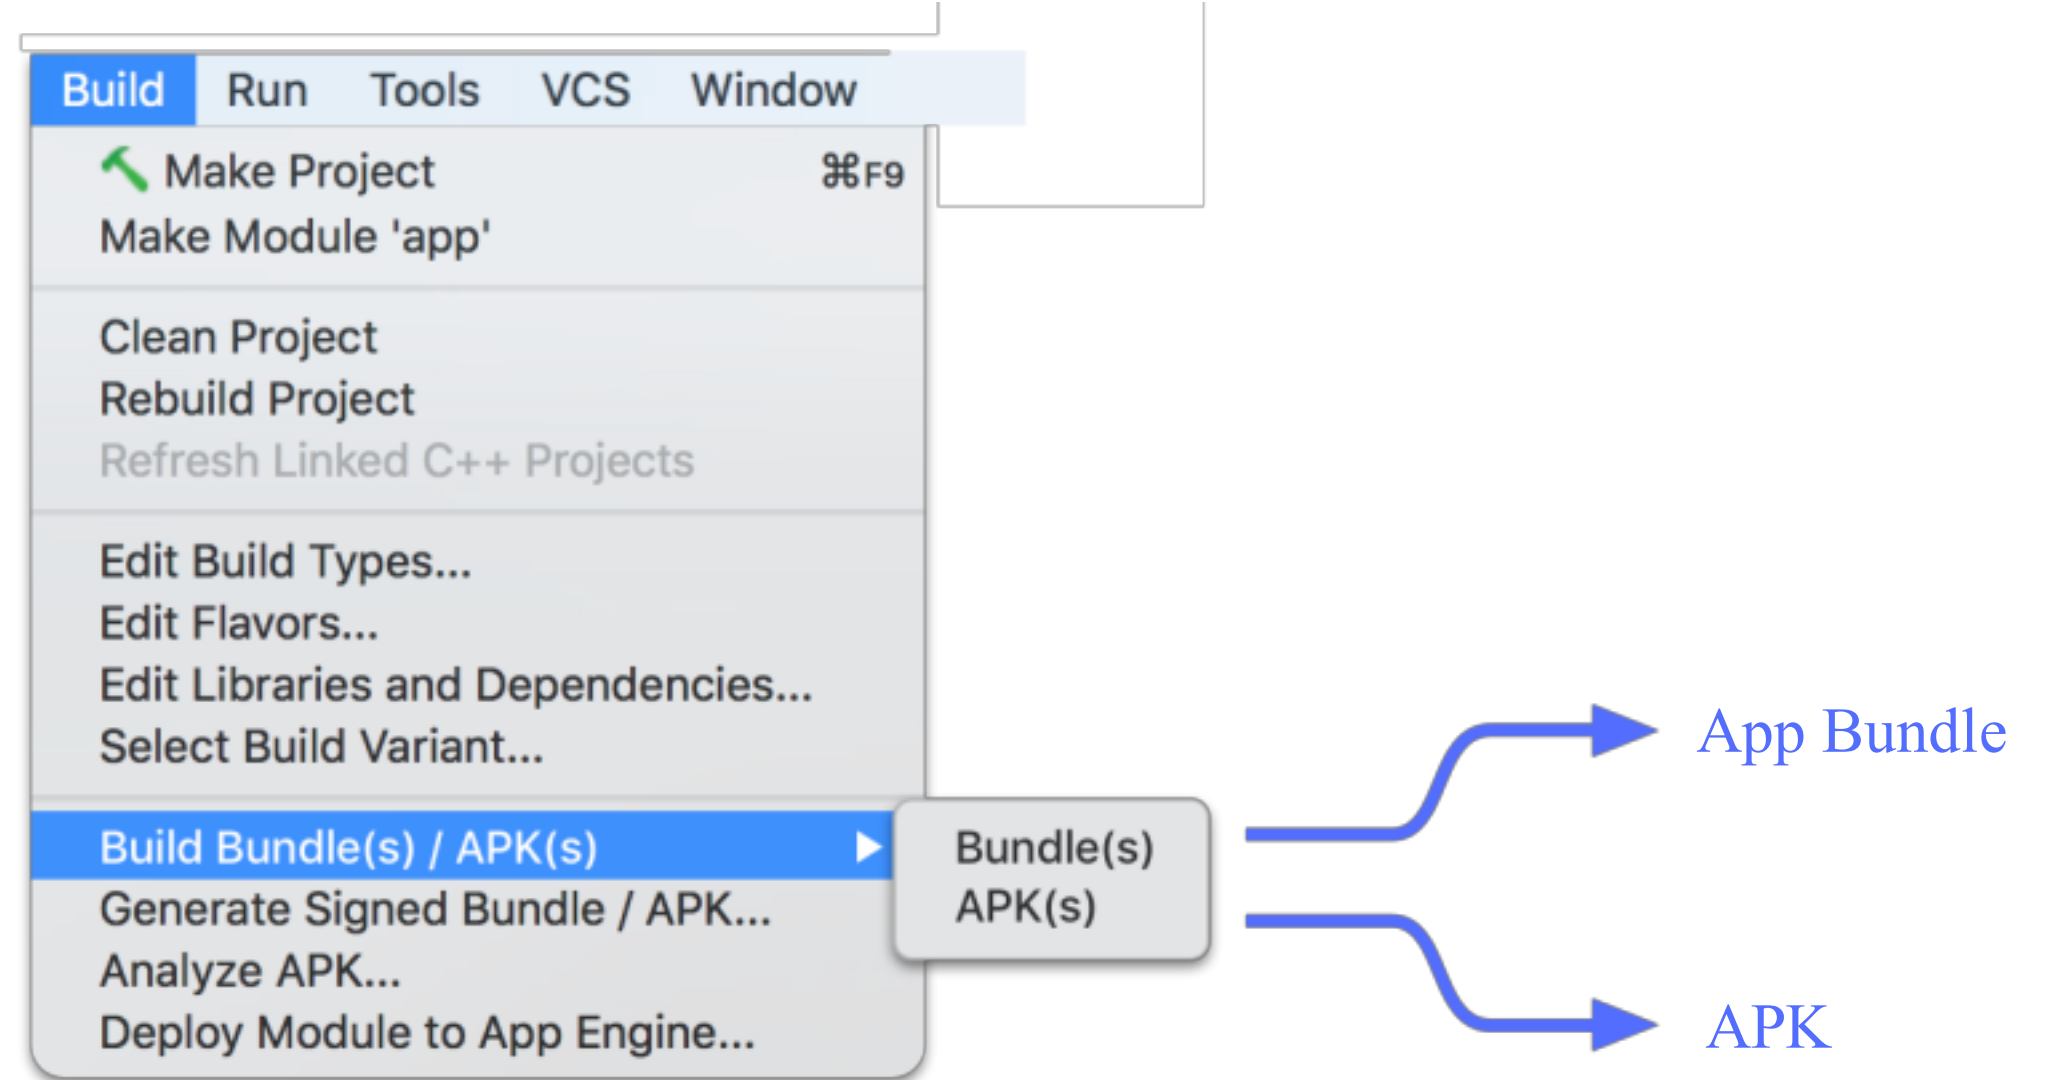 Build Run Tools VCS Window
Make Project ⌘F9
Make Module 'app'
Clean Project
Rebuild Project
Refresh Linked C++ Projects
Edit Build Types...
Edit Flavors...
Edit Libraries and Dependencies...
Select Build Variant...
Build Bundle(s) / APK(s)
Generate Signed Bundle / APK...
Analyze APK...
Deploy Module to App Engine...
Bundle(s)
APK(s)
App Bundle
APK